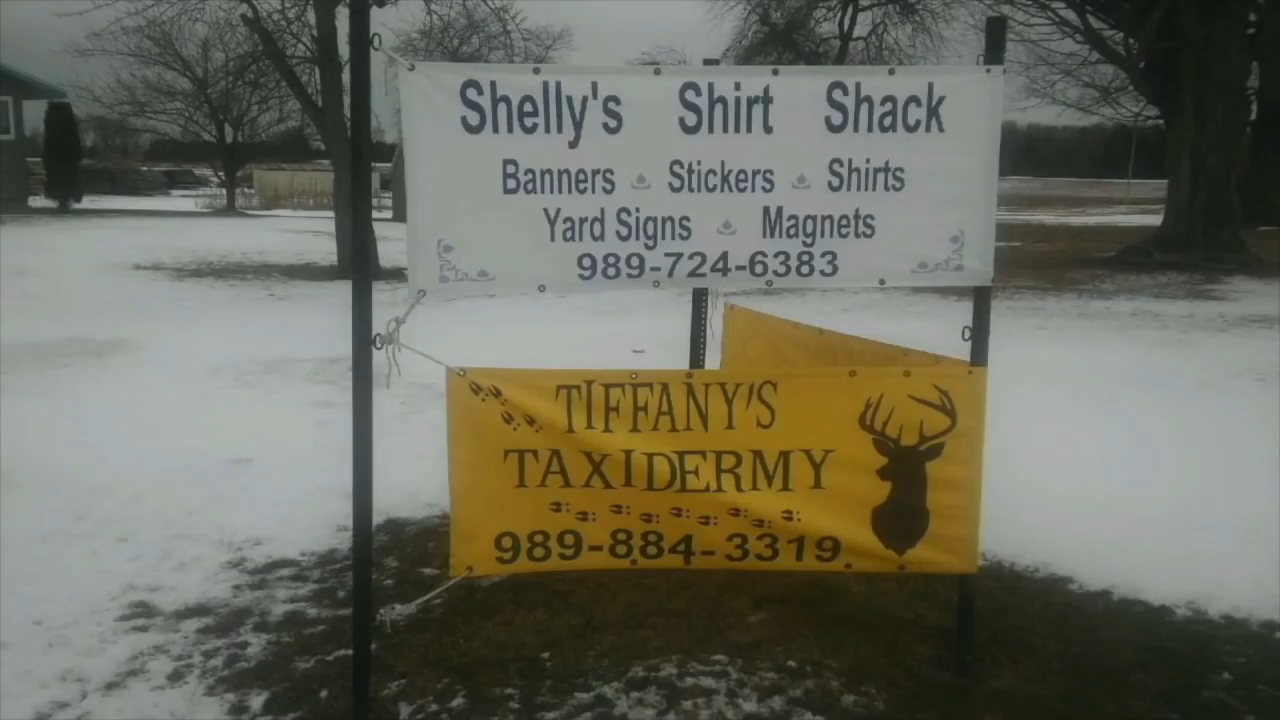 Shelly's Shirt Shack
Banners Stickers Shirts
Yard Signs Magnets
989-724-6383
TIFFANY'S
TAXIDERMY
989-884-3319